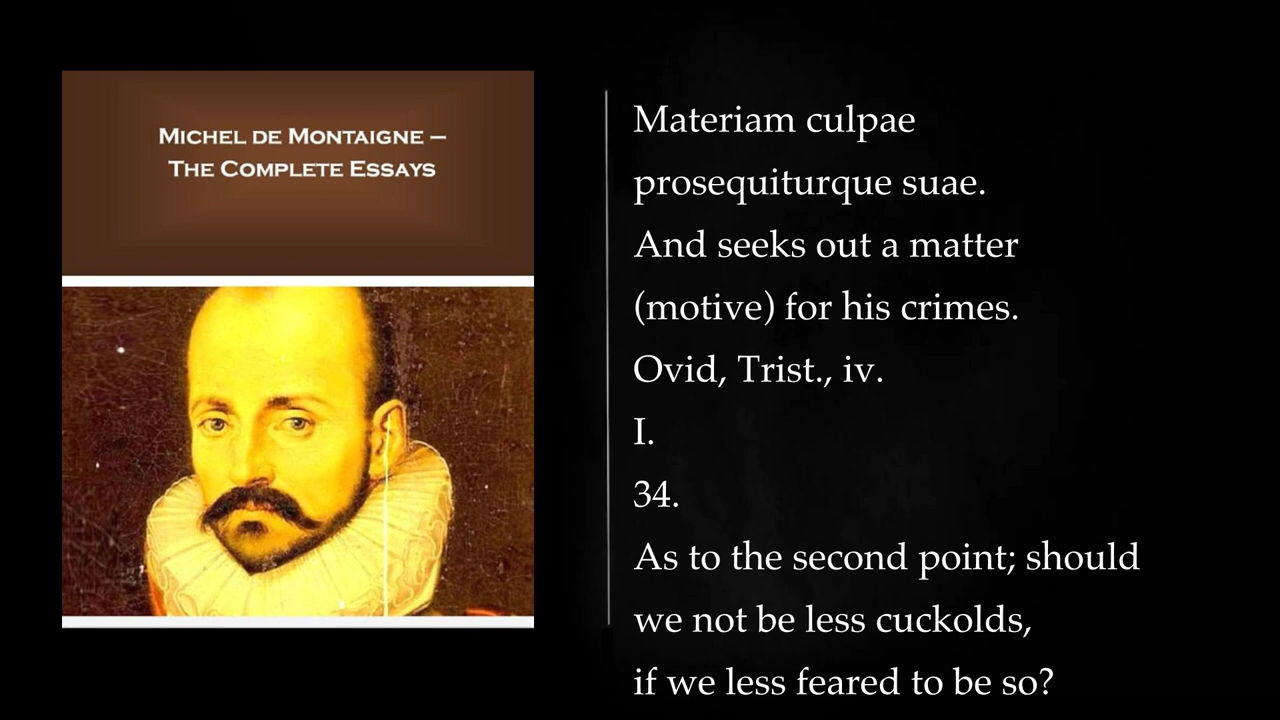 MICHEL DE MONTAIGNE –
THE COMPLETE ESSAYS
Materiam culpae
prosequiturque suae.
And seeks out a matter
(motive) for his crimes.
Ovid, Trist., iv.
I.
34.
As to the second point; should
we not be less cuckolds,
if we less feared to be so?